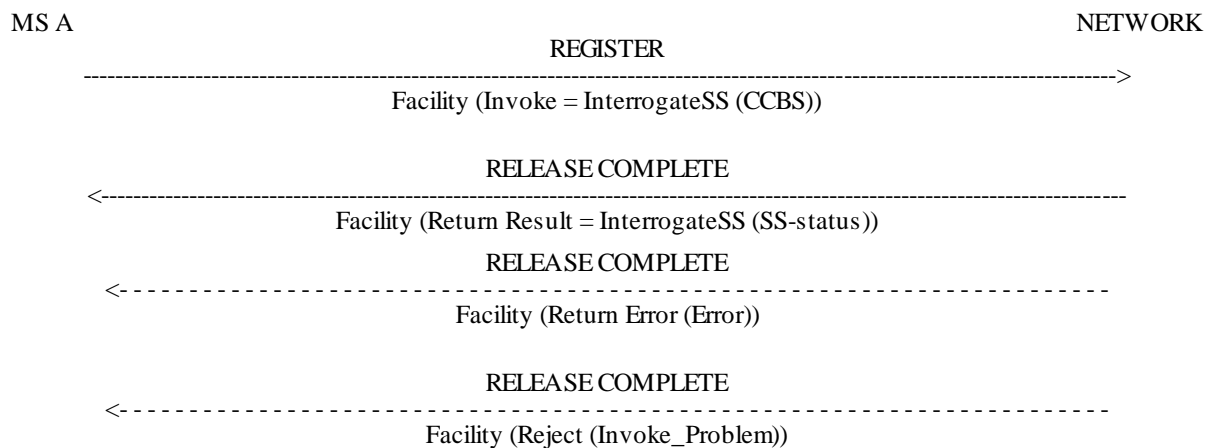 MS A NETWORK
REGISTER
Facility (Invoke = InterrogateSS (CCBS))
RELEASE COMPLETE
Facility (Return Result = InterrogateSS (SS-status))
RELEASE COMPLETE
Facility (Return Error (Error))
RELEASE COMPLETE
Facility (Reject (Invoke_Problem))